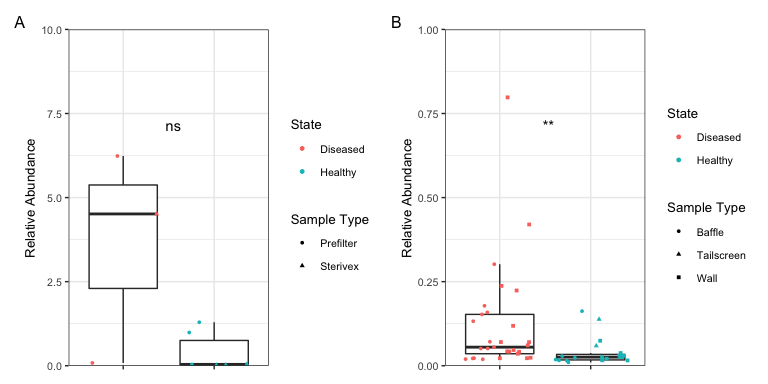 A
Relative Abundance
10.0
7.5
5.0
2.5
0.0
ns
State
Diseased
Healthy
Sample Type
Prefilter
Sterivex
B
Relative Abundance
1.00
0.75
0.50
0.25
0.00
**
State
Diseased
Healthy
Sample Type
Baffle
Tailscreen
Wall